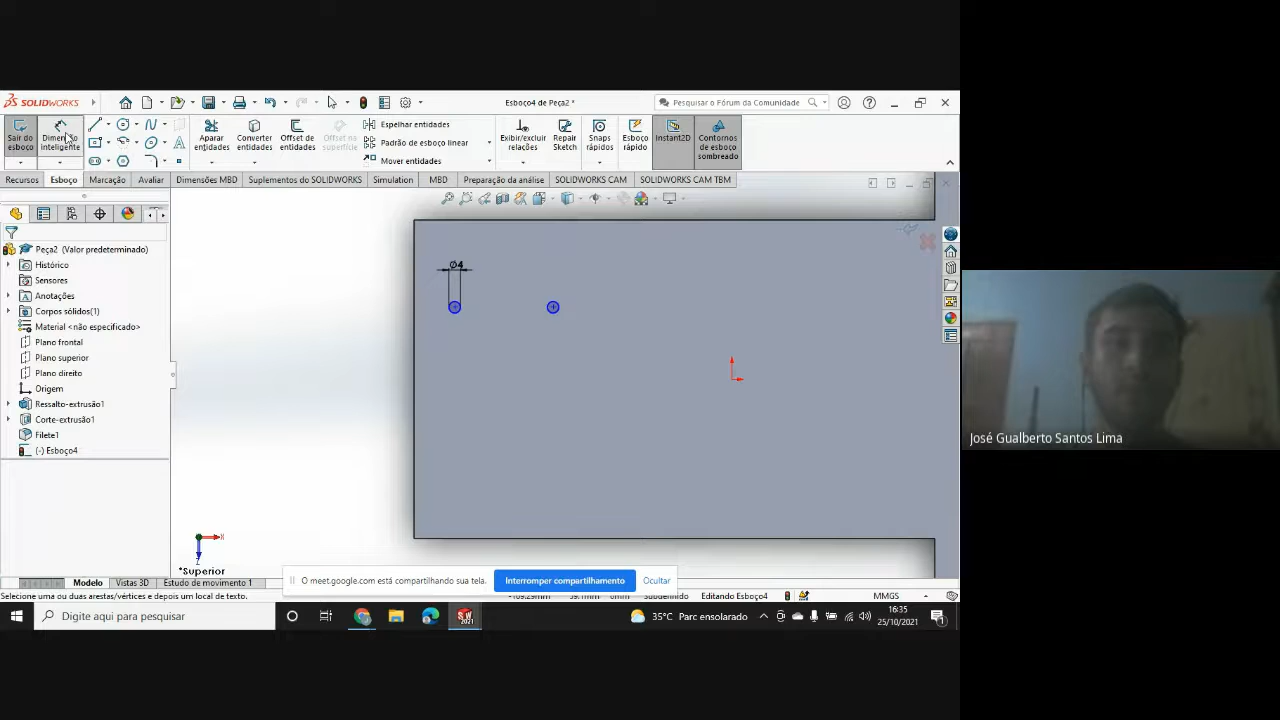 SOLIDWORKS
Esboço4 de Peça2 *
Pesquisar o Fórum da Comunidade
Sair do esboço
Dimensão inteligente
Aparar entidades
Converter entidades
Offset de entidades
Offset na superfície
Espelhar entidades
Padrão de esboço linear
Mover entidades
Exibir/excluir relações
Repair Sketch
Snaps rápidos
Esboço rápido
Instant2D
Contornos de esboço sombreado
Recursos
Esboço
Marcação
Avaliar
Dimensões MBD
Suplementos do SOLIDWORKS
Simulation
MBD
Preparação da análise
SOLIDWORKS CAM
SOLIDWORKS CAM TBM
Peça2 (Valor predeterminado)
Histórico
Sensores
Anotações
Corpos sólidos(1)
Material <não especificado>
Plano frontal
Plano superior
Plano direito
Origem
Ressalto-extrusão1
Corte-extrusão1
Filete1
(-) Esboço4
Ø4
X
Z
*Superior
José Gualberto Santos Lima
O meet.google.com está compartilhando sua tela.
Interromper compartilhamento
Ocultar
Modelo
Vistas 3D
Estudo de movimento 1
Selecione uma ou duas arestas/vértices e depois um local de texto.
Subdefinido
Editando Esboço4
MMGS
Digite aqui para pesquisar
SW
2021
35°C Parc ensolarado
16:35
25/10/2021
1